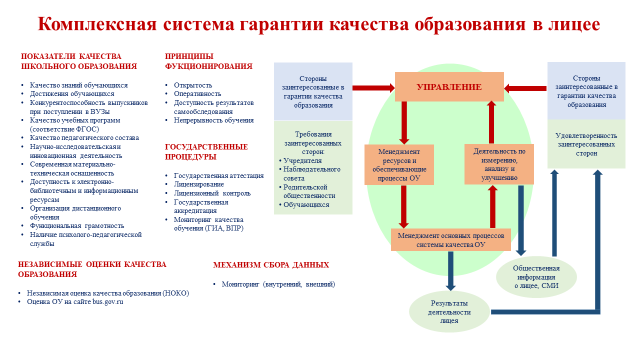 Комплексная система гарантии качества образования в лицее
ПОКАЗАТЕЛИ КАЧЕСТВА
ШКОЛЬНОГО ОБРАЗОВАНИЯ
• Качество знаний обучающихся
• Достижения обучающихся
• Конкурентоспособность выпускников
при поступлении в ВУЗы
• Качество учебных программ
(соответствие ФГОС)
• Качество педагогического состава
• Научно-исследовательская и
инновационная деятельность
• Современная материально-
техническая оснащенность
• Доступность к электронно-
библиотечным и информационным
ресурсам
• Организация дистанционного
обучения
• Функциональная грамотность
• Наличие психолого-педагогической
службы
ПРИНЦИПЫ
ФУКЦИОНИРОВАНИЯ
• Открытость
• Оперативность
• Доступность результатов
самообследования
• Непрерывность обучения
ГОСУДАРСТВЕННЫЕ
ПРОЦЕДУРЫ
• Государственная аттестация
• Лицензирование
• Лицензионный контроль
• Государственная
аккредитация
• Мониторинг качества
обучения (ГИА, ВПР)
НЕЗАВИСИМЫЕ ОЦЕНКИ КАЧЕСТВА
ОБРАЗОВАНИЯ
• Независимая оценка качества образования (НОКО)
• Оценка ОУ на сайте bus.gov.ru
МЕХАНИЗМ СБОРА ДАННЫХ
• Мониторинг (внутренний, внешний)
Стороны
заинтересованные в
гарантии качества
образования
Требования
заинтересованных
сторон:
• Учредителя
• Наблюдательного
совета
• Родительской
общественности
• Обучающихся
УПРАВЛЕНИЕ
Менеджмент
ресурсов и
обеспечивающие
процессы ОУ
Деятельность по
измерению,
анализу и
улучшению
Менеджмент основных процессов
системы качества ОУ
Результаты
деятельности
лицея
Общественная
информация
о лицее, СМИ
Стороны
заинтересованные в
гарантии качества
образования
Удовлетворенность
заинтересованных
сторон